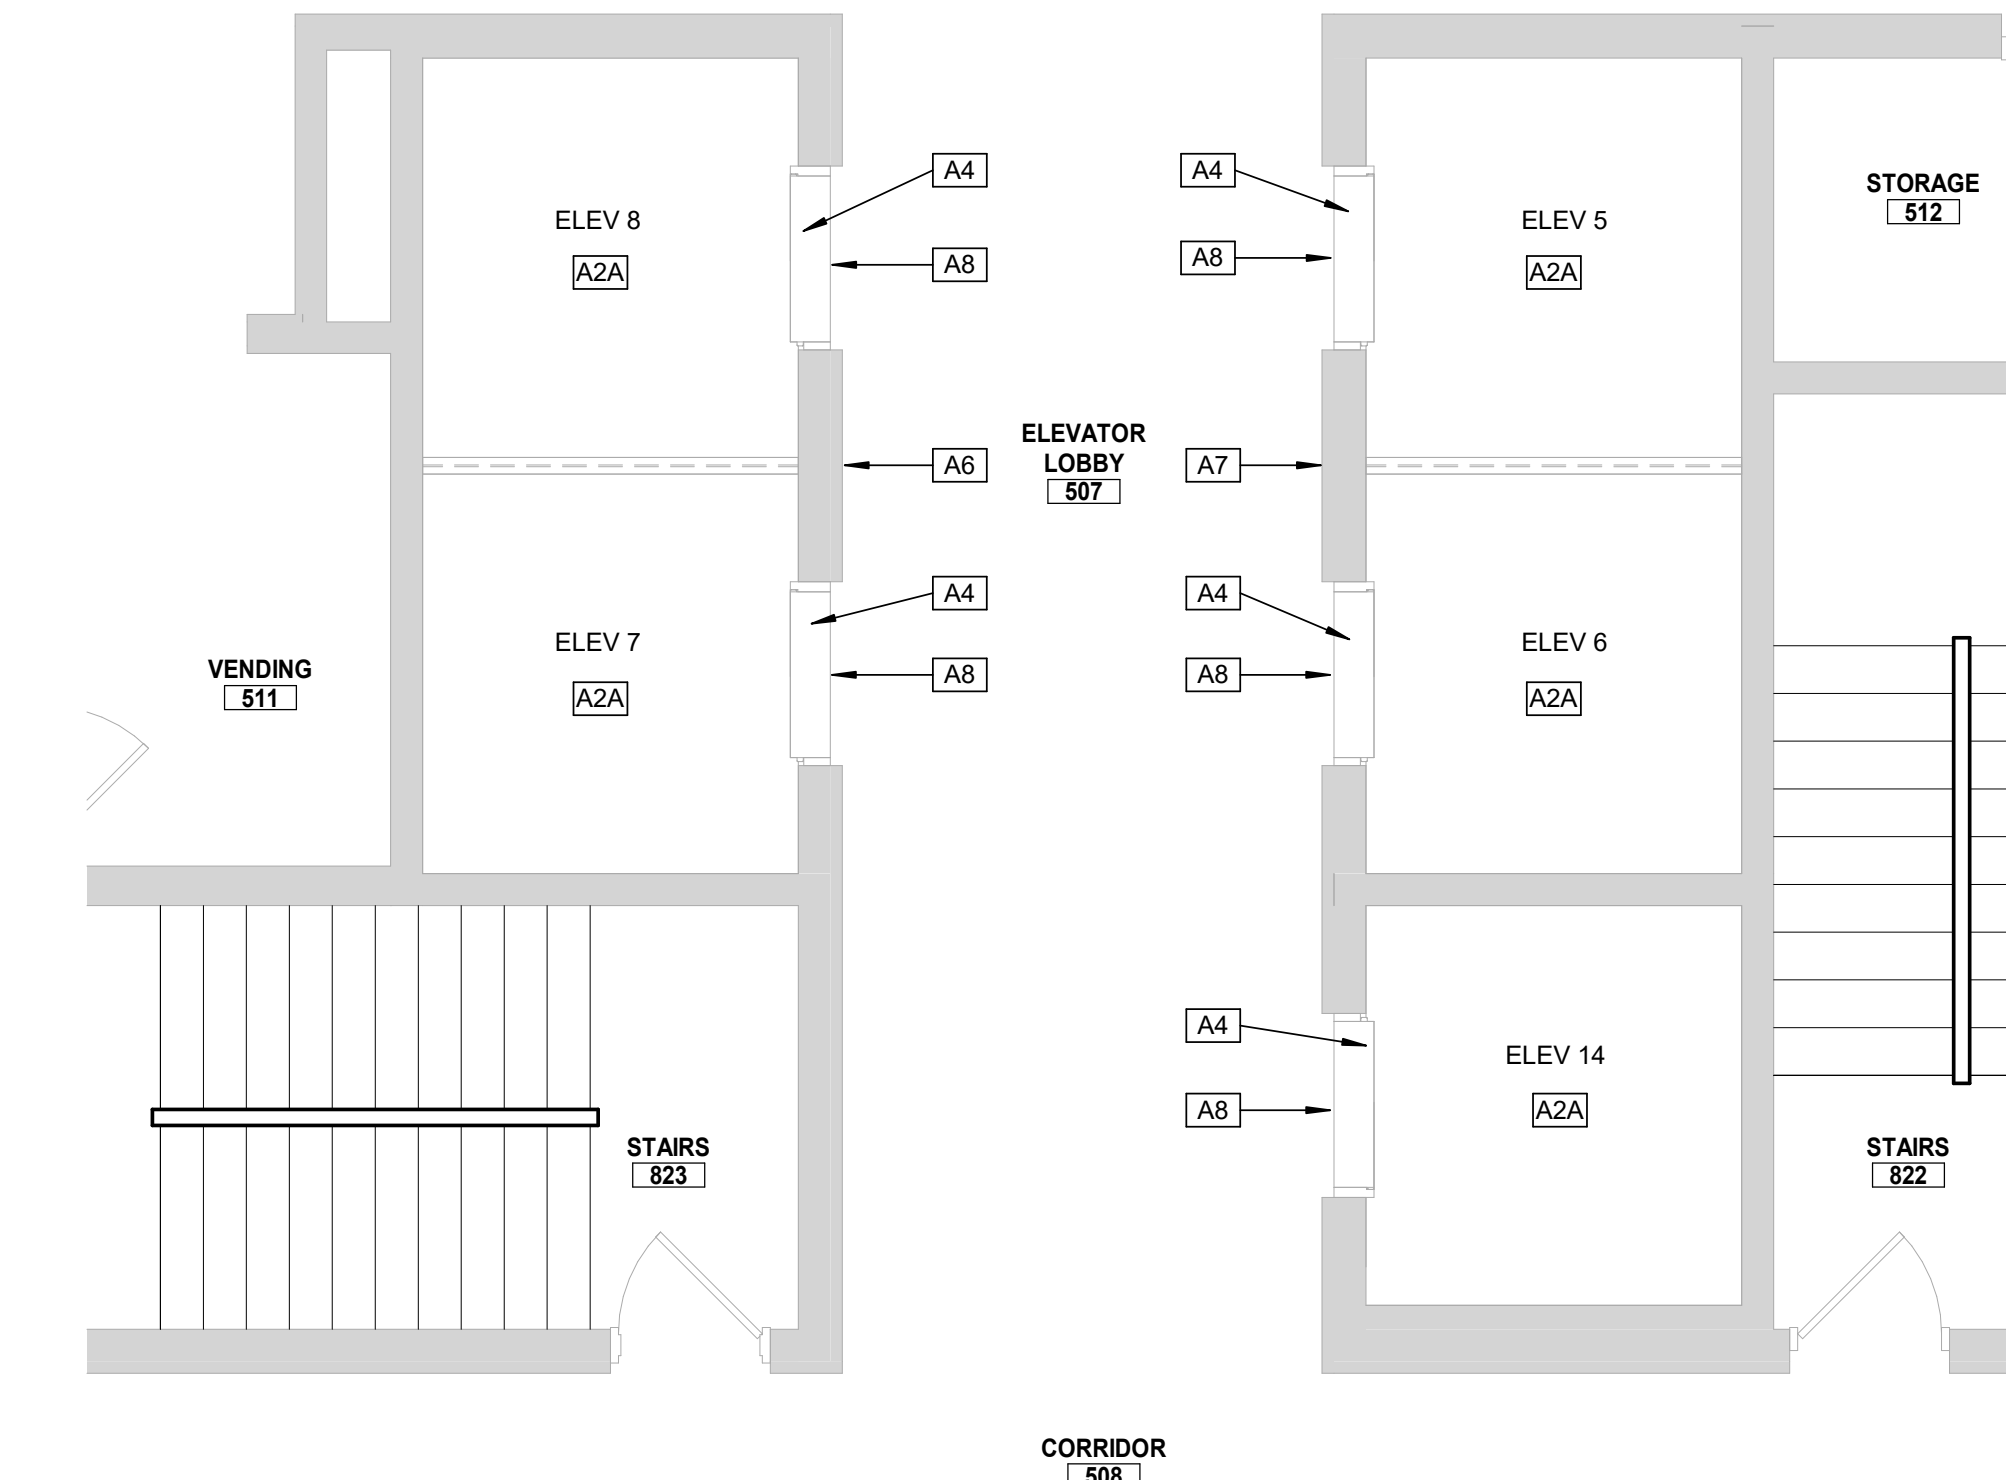 A4
A4
STORAGE
512
ELEV 8
ELEV 5
A8
A8
A2A
A2A
ELEVATOR
LOBBY
507
A6
A7
A4
A4
ELEV 7
ELEV 6
VENDING
511
A8
A8
A2A
A2A
A4
ELEV 14
A8
A2A
STAIRS
823
STAIRS
822
CORRIDOR
508